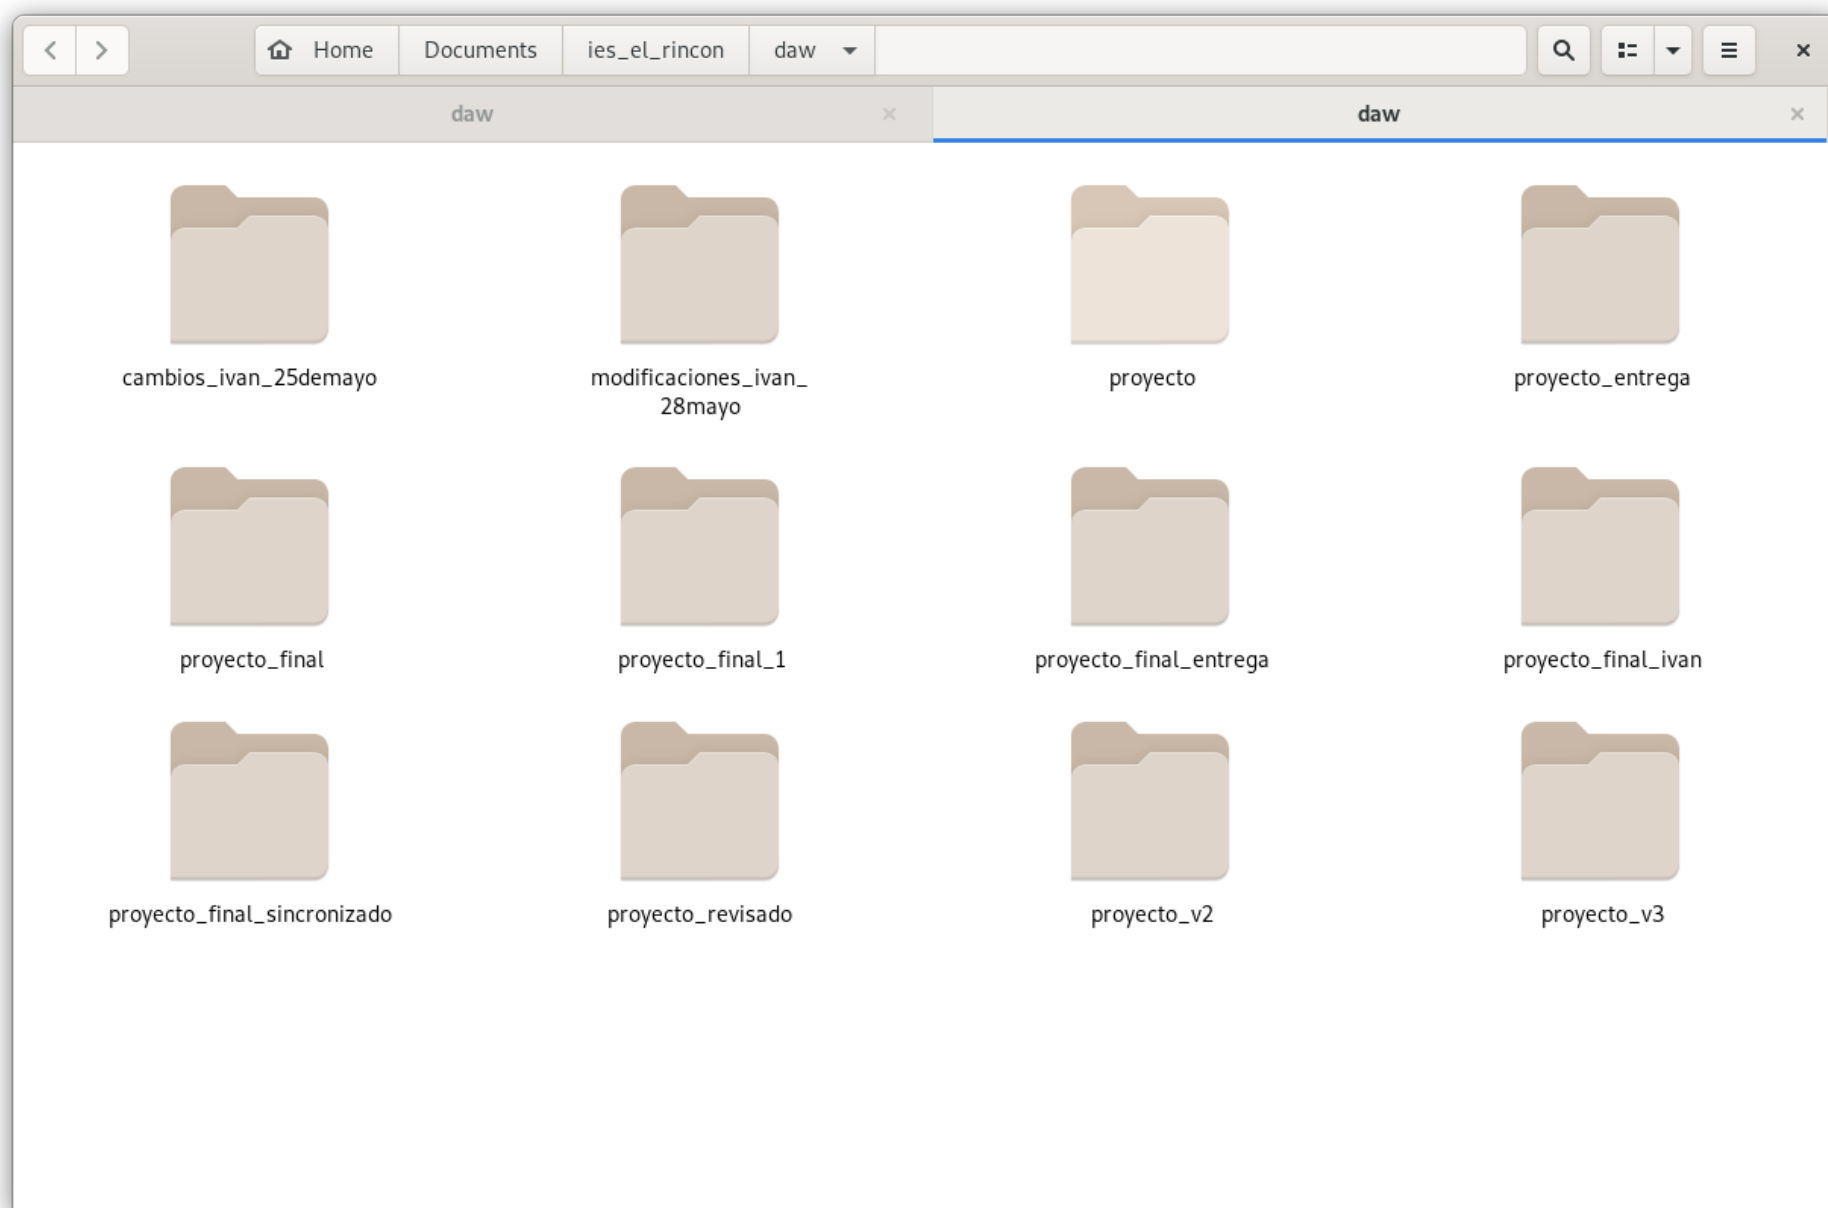 Home Documents ies_el_rincon daw
daw daw
cambios_ivan_25demayo
modificaciones_ivan_
28mayo
proyecto
proyecto_entrega
proyecto_final
proyecto_final_1
proyecto_final_entrega
proyecto_final_ivan
proyecto_final_sincronizado
proyecto_revisado
proyecto_v2
proyecto_v3